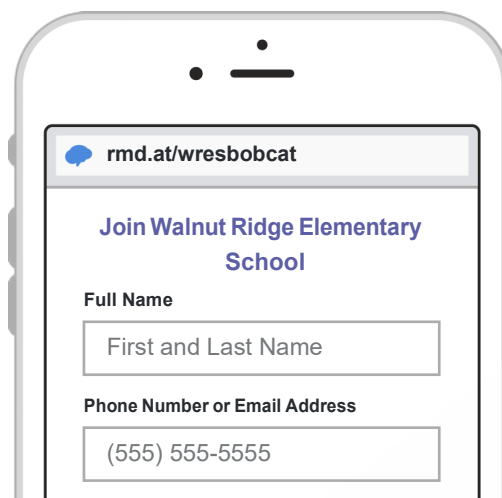 rmd.at/wresbobcat
Join Walnut Ridge Elementary
School
Full Name
First and Last Name
Phone Number or Email Address
(555) 555-5555